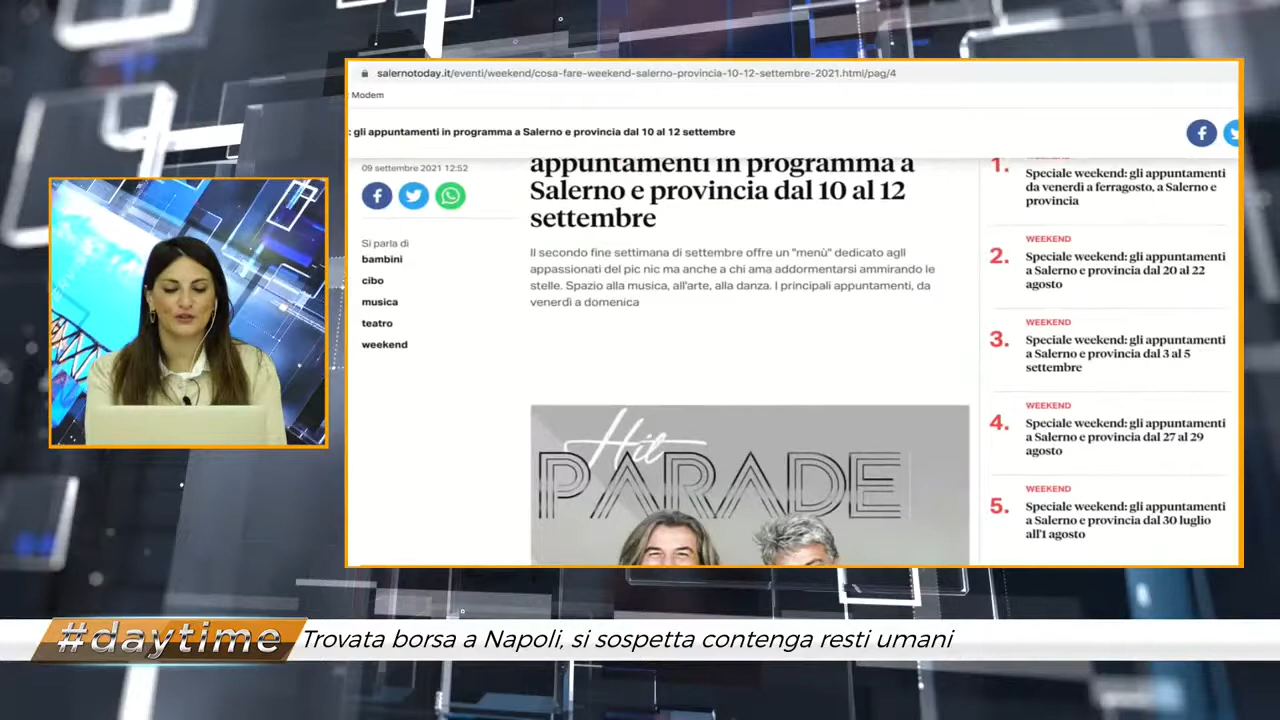 salernotoday.it/eventi/weekend/cosa-fare-weekend-salerno-provincia-10-12-settembre-2021.html/pag/4
Modem
: gli appuntamenti in programma a Salerno e provincia dal 10 al 12 settembre
09 settembre 2021 12:52
Si parla di
bambini
cibo
musica
teatro
weekend
appuntamenti in programma a
Salerno e provincia dal 10 al 12
settembre
Il secondo fine settimana di settembre offre un "menù" dedicato agli
appassionati del pic nic ma anche a chi ama addormentarsi ammirando le
stelle. Spazio alla musica, all'arte, alla danza. I principali appuntamenti, da
venerdì a domenica
Hit
PARADE
1.
Speciale weekend: gli appuntamenti
da venerdì a ferragosto, a Salerno e
provincia
WEEKEND
2.
Speciale weekend: gli appuntamenti
a Salerno e provincia dal 20 al 22
agosto
WEEKEND
3.
Speciale weekend: gli appuntamenti
a Salerno e provincia dal 3 al 5
settembre
WEEKEND
4.
Speciale weekend: gli appuntamenti
a Salerno e provincia dal 27 al 29
agosto
WEEKEND
5.
Speciale weekend: gli appuntamenti
a Salerno e provincia dal 30 luglio
all'1 agosto
#daytime
Trovata borsa a Napoli, si sospetta contenga resti umani